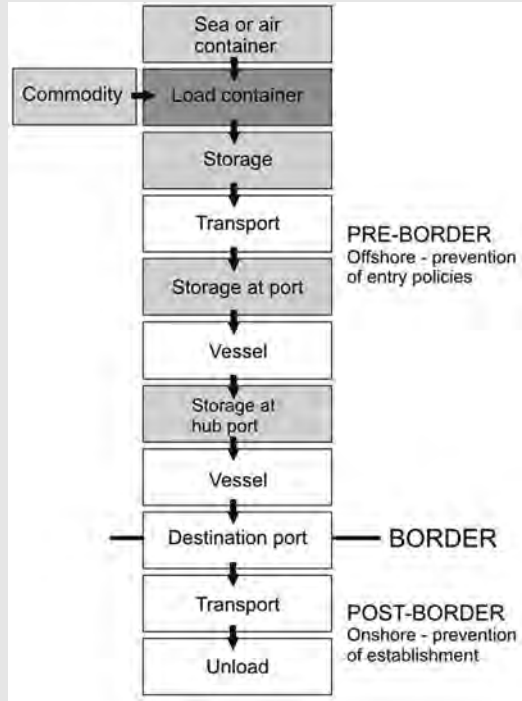 Sea or air
container
Commodity
Load container
Storage
Transport
PRE-BORDER
Offshore - prevention
of entry policies
Storage at port
Vessel
Storage at
hub port
Vessel
Destination port
BORDER
Transport
POST-BORDER
Onshore - prevention
of establishment
Unload